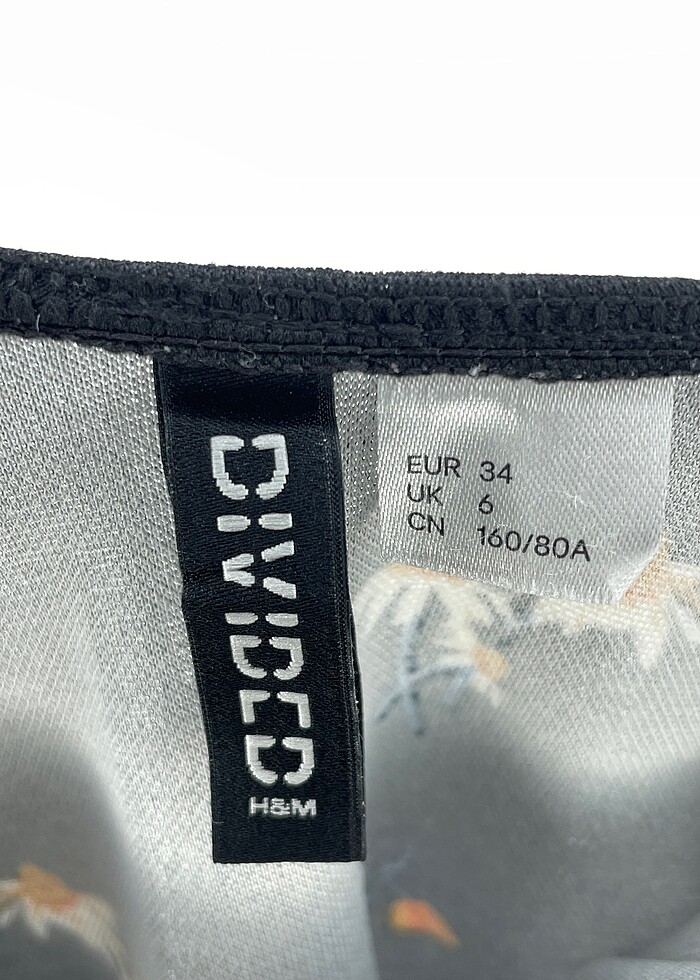 DIVIDED
H&M
EUR 34
UK 6
CN 160/80A